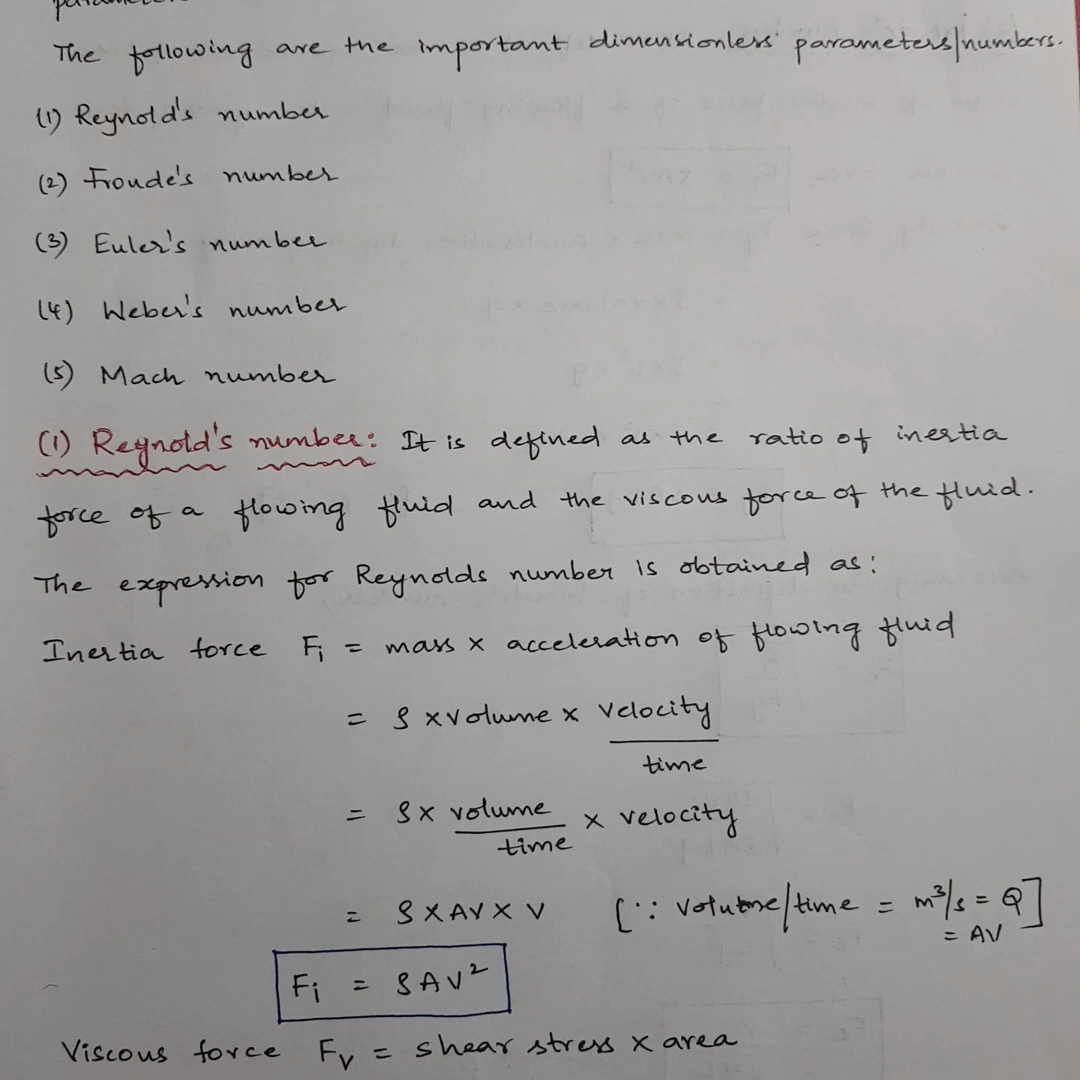 The following are the important dimensionless parameters/numbers.
(1) Reynold's number
(2) Froude's number
(3) Euler's number
(4) Weber's number
(5) Mach number
(1) Reynold's number: It is defined as the ratio of inertia
force of a flowing fluid and the viscous force of the fluid.
The expression for Reynolds number is obtained as:
Inertia force Fi = mass x acceleration of flowing fluid
= ρ x volume x velocity
time
= ρ x volume x velocity
time
= ρ x AV x V [∵ volume/time = m³/s = Q]
= AV
Fi = ρAV²
Viscous force Fv = shear stress x area